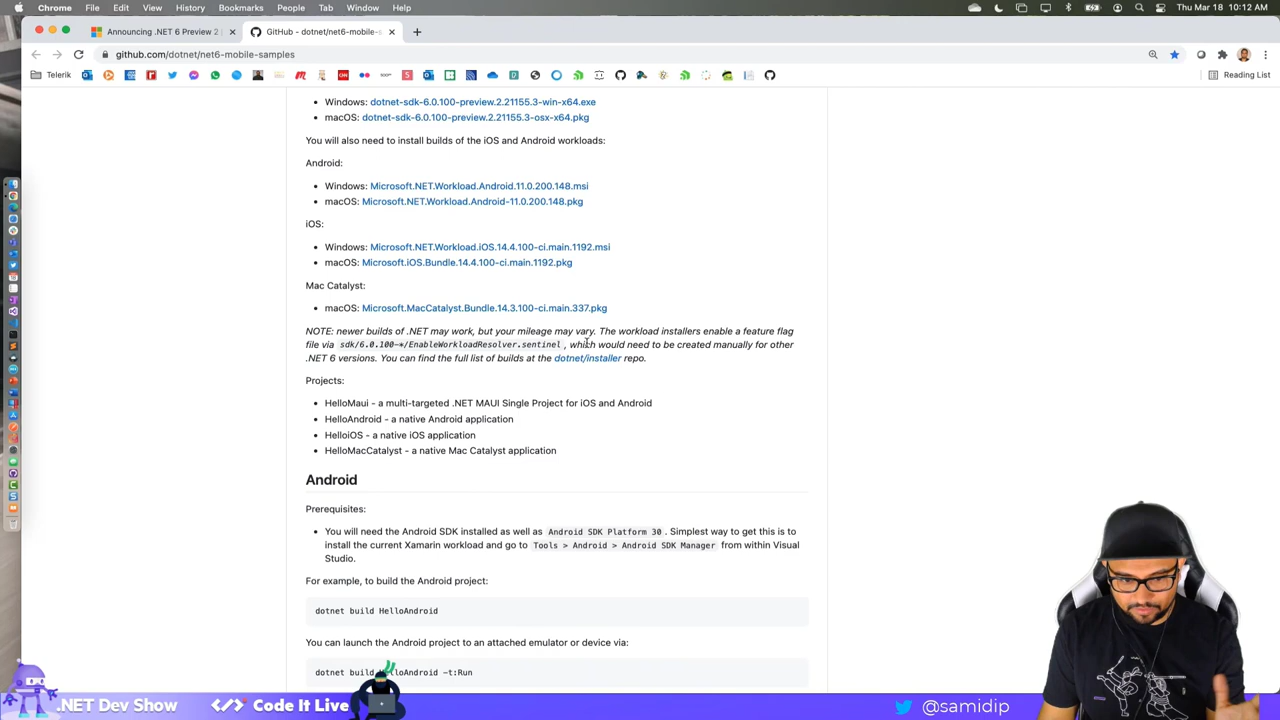 Chrome File Edit View History Bookmarks People Tab Window Help
Thu Mar 18 10:12 AM
Announcing .NET 6 Preview 2
GitHub - dotnet/net6-mobile-s
github.com/dotnet/net6-mobile-samples
Telerik
Reading List
Windows: dotnet-sdk-6.0.100-preview.2.21155.3-win-x64.exe
macOS: dotnet-sdk-6.0.100-preview.2.21155.3-osx-x64.pkg
You will also need to install builds of the iOS and Android workloads:
Android:
Windows: Microsoft.NET.Workload.Android.11.0.200.148.msi
macOS: Microsoft.NET.Workload.Android-11.0.200.148.pkg
iOS:
Windows: Microsoft.NET.Workload.iOS.14.4.100-ci.main.1192.msi
macOS: Microsoft.iOS.Bundle.14.4.100-ci.main.1192.pkg
Mac Catalyst:
macOS: Microsoft.MacCatalyst.Bundle.14.3.100-ci.main.337.pkg
NOTE: newer builds of .NET may work, but your mileage may vary. The workload installers enable a feature flag
file via sdk/6.0.100-*/EnableWorkloadResolver.sentinel , which would need to be created manually for other
.NET 6 versions. You can find the full list of builds at the dotnet/installer repo.
Projects:
HelloMaui - a multi-targeted .NET MAUI Single Project for iOS and Android
HelloAndroid - a native Android application
HelloiOS - a native iOS application
HelloMacCatalyst - a native Mac Catalyst application
Android
Prerequisites:
You will need the Android SDK installed as well as Android SDK Platform 30 . Simplest way to get this is to
install the current Xamarin workload and go to Tools > Android > Android SDK Manager from within Visual
Studio.
For example, to build the Android project:
dotnet build HelloAndroid
You can launch the Android project to an attached emulator or device via:
dotnet build HelloAndroid -t:Run
.NET Dev Show
</> Code It Live
@samidip